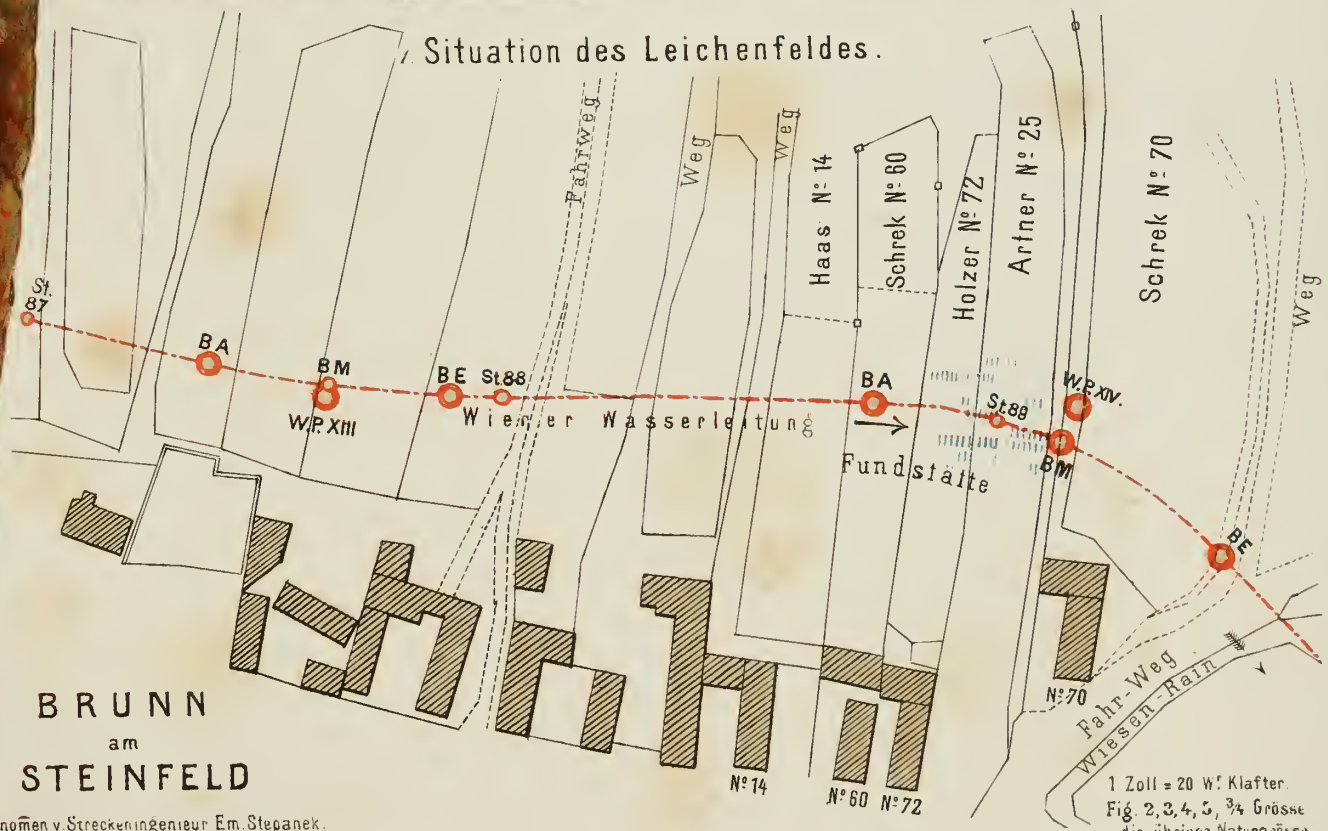 Situation des Leichenfeldes.
Fahrweg
Weg
Weg
Haas Nº 14
Schrek Nº 60
Holzer Nº 72
Artner Nº 25
Schrek Nº 70
Weg
St. 87
BA
BM
W.P. XIII
BE
St. 88
Wiener Wasserleitung
BA
St. 89
W.P. XIV.
BM
Fundstätte
BE
Fahr-Weg
Wiesen-Rain
Nº 70
Nº 14
Nº 60
Nº 72
BRUNN
am
STEINFELD
v. Streckeningenieur Em. Stepanek.
1 Zoll = 20 Wr. Klafter.
Fig. 2, 3, 4, 5, ¾ Grösse